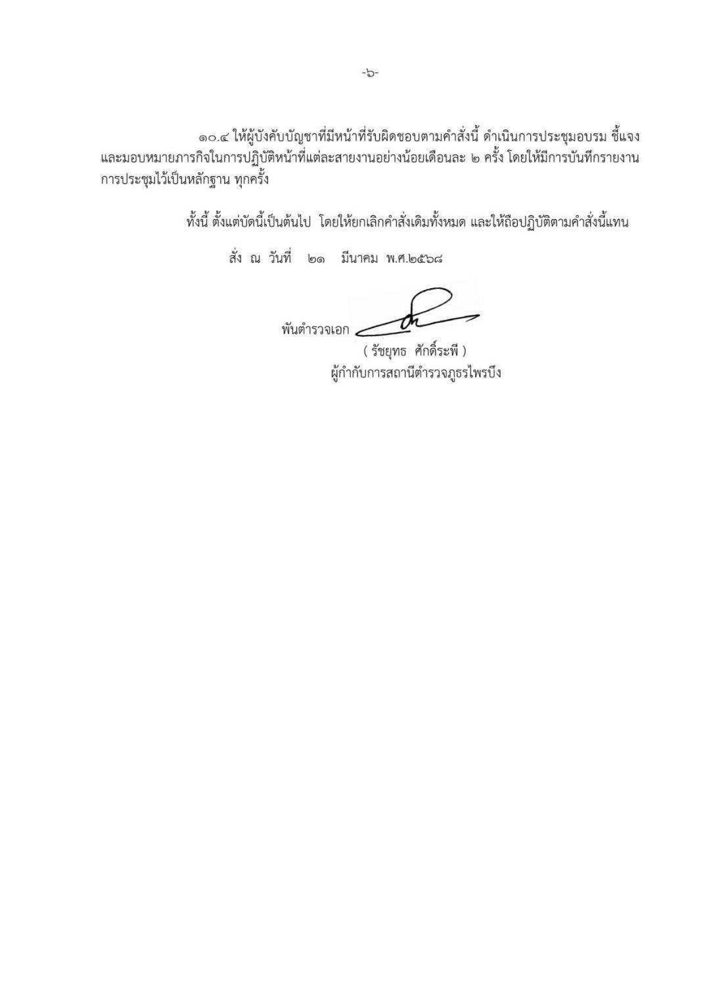 -๖-
๑๐.๔ ให้ผู้บังคับบัญชาที่มีหน้าที่รับผิดชอบตามคำสั่งนี้ ดำเนินการประชุมอบรม ชี้แจง
และมอบหมายภารกิจในการปฏิบัติหน้าที่แต่ละสายงานอย่างน้อยเดือนละ ๒ ครั้ง โดยให้มีการบันทึกรายงาน
การประชุมไว้เป็นหลักฐาน ทุกครั้ง
ทั้งนี้ ตั้งแต่บัดนี้เป็นต้นไป โดยให้ยกเลิกคำสั่งเดิมทั้งหมด และให้ถือปฏิบัติตามคำสั่งนี้แทน
สั่ง ณ วันที่ ๒๑ มีนาคม พ.ศ.๒๕๖๘
พันตำรวจเอก
( รัชยุทธ ศักดิ์ระพี )
ผู้กำกับการสถานีตำรวจภูธรไพรบึง